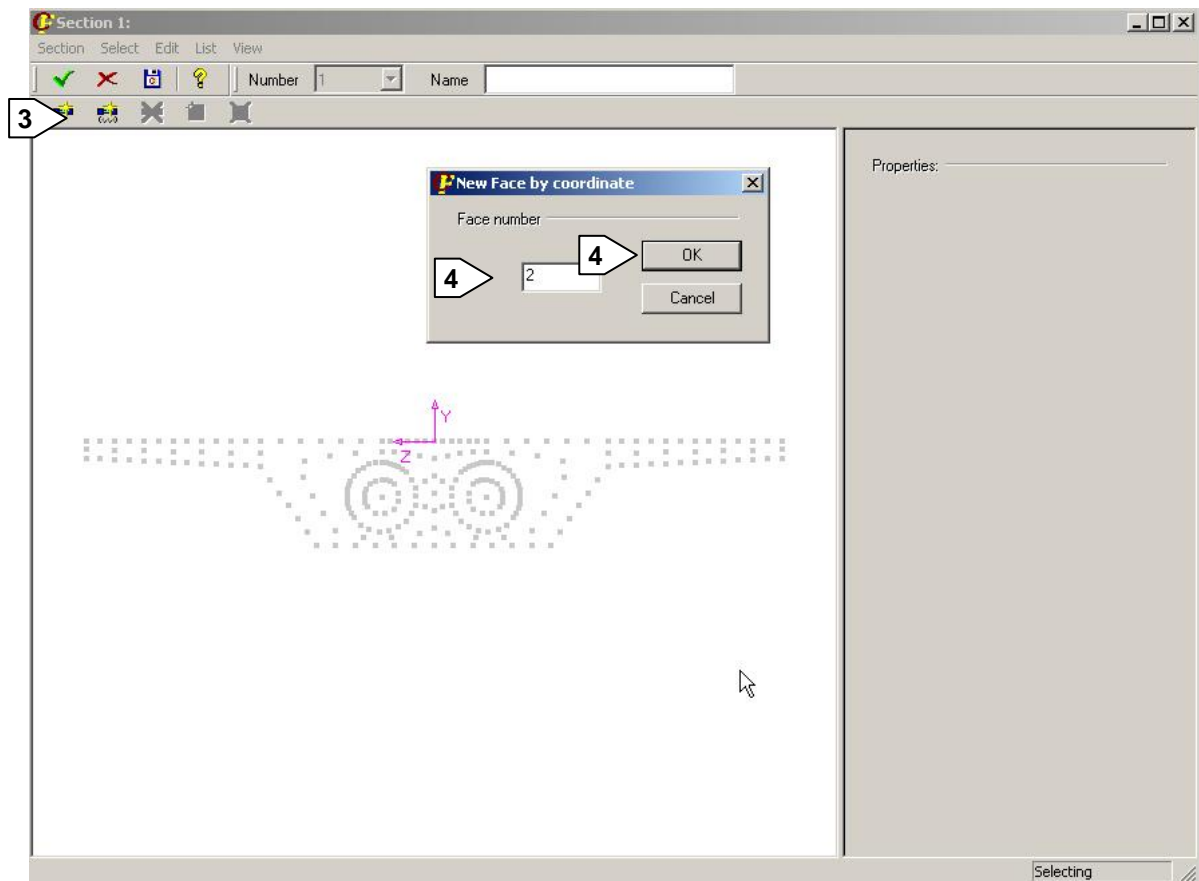 Section 1:
Section Select Edit List View
Number 1 Name
3
New Face by coordinate
Face number
4 2 4 OK
Cancel
Properties:
Y
Z
Selecting